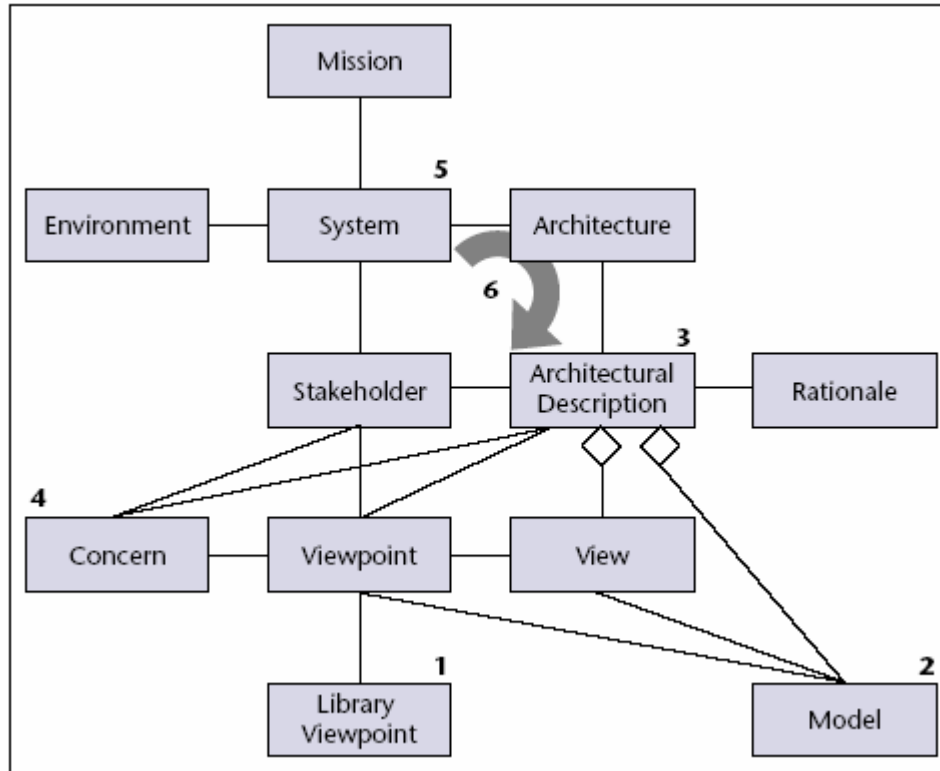 Mission
5
Environment
System
Architecture
6
3
Stakeholder
Architectural
Description
Rationale
4
Concern
Viewpoint
View
1
2
Library
Viewpoint
Model